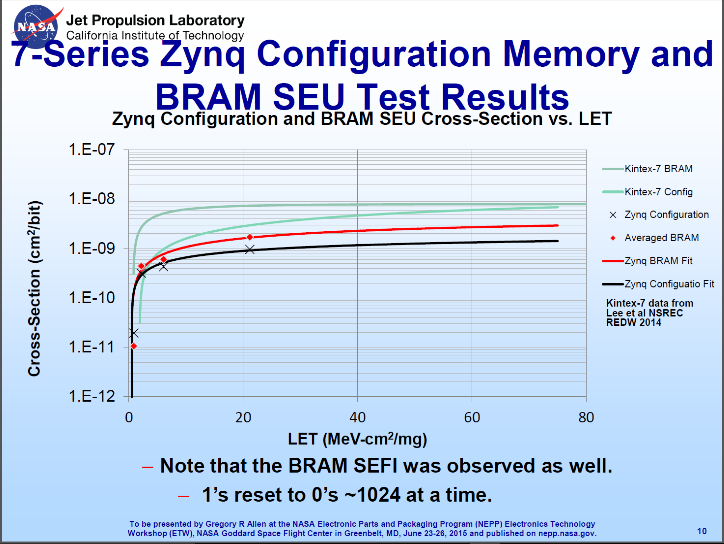 NASA
Jet Propulsion Laboratory
California Institute of Technology
7-Series Zynq Configuration Memory and
BRAM SEU Test Results
Zynq Configuration and BRAM SEU Cross-Section vs. LET
1.E-07
1.E-08
1.E-09
1.E-10
1.E-11
1.E-12
Cross-Section (cm²/bit)
0 20 40 60 80
LET (MeV-cm²/mg)
Kintex-7 BRAM
Kintex-7 Config
Zynq Configuration
Averaged BRAM
Zynq BRAM Fit
Zynq Configuatio Fit
Kintex-7 data from
Lee et al NSREC
REDW 2014
– Note that the BRAM SEFI was observed as well.
– 1's reset to 0's ~1024 at a time.
To be presented by Gregory R Allen at the NASA Electronic Parts and Packaging Program (NEPP) Electronics Technology
Workshop (ETW), NASA Goddard Space Flight Center in Greenbelt, MD, June 23-26, 2015 and published on nepp.nasa.gov.
10